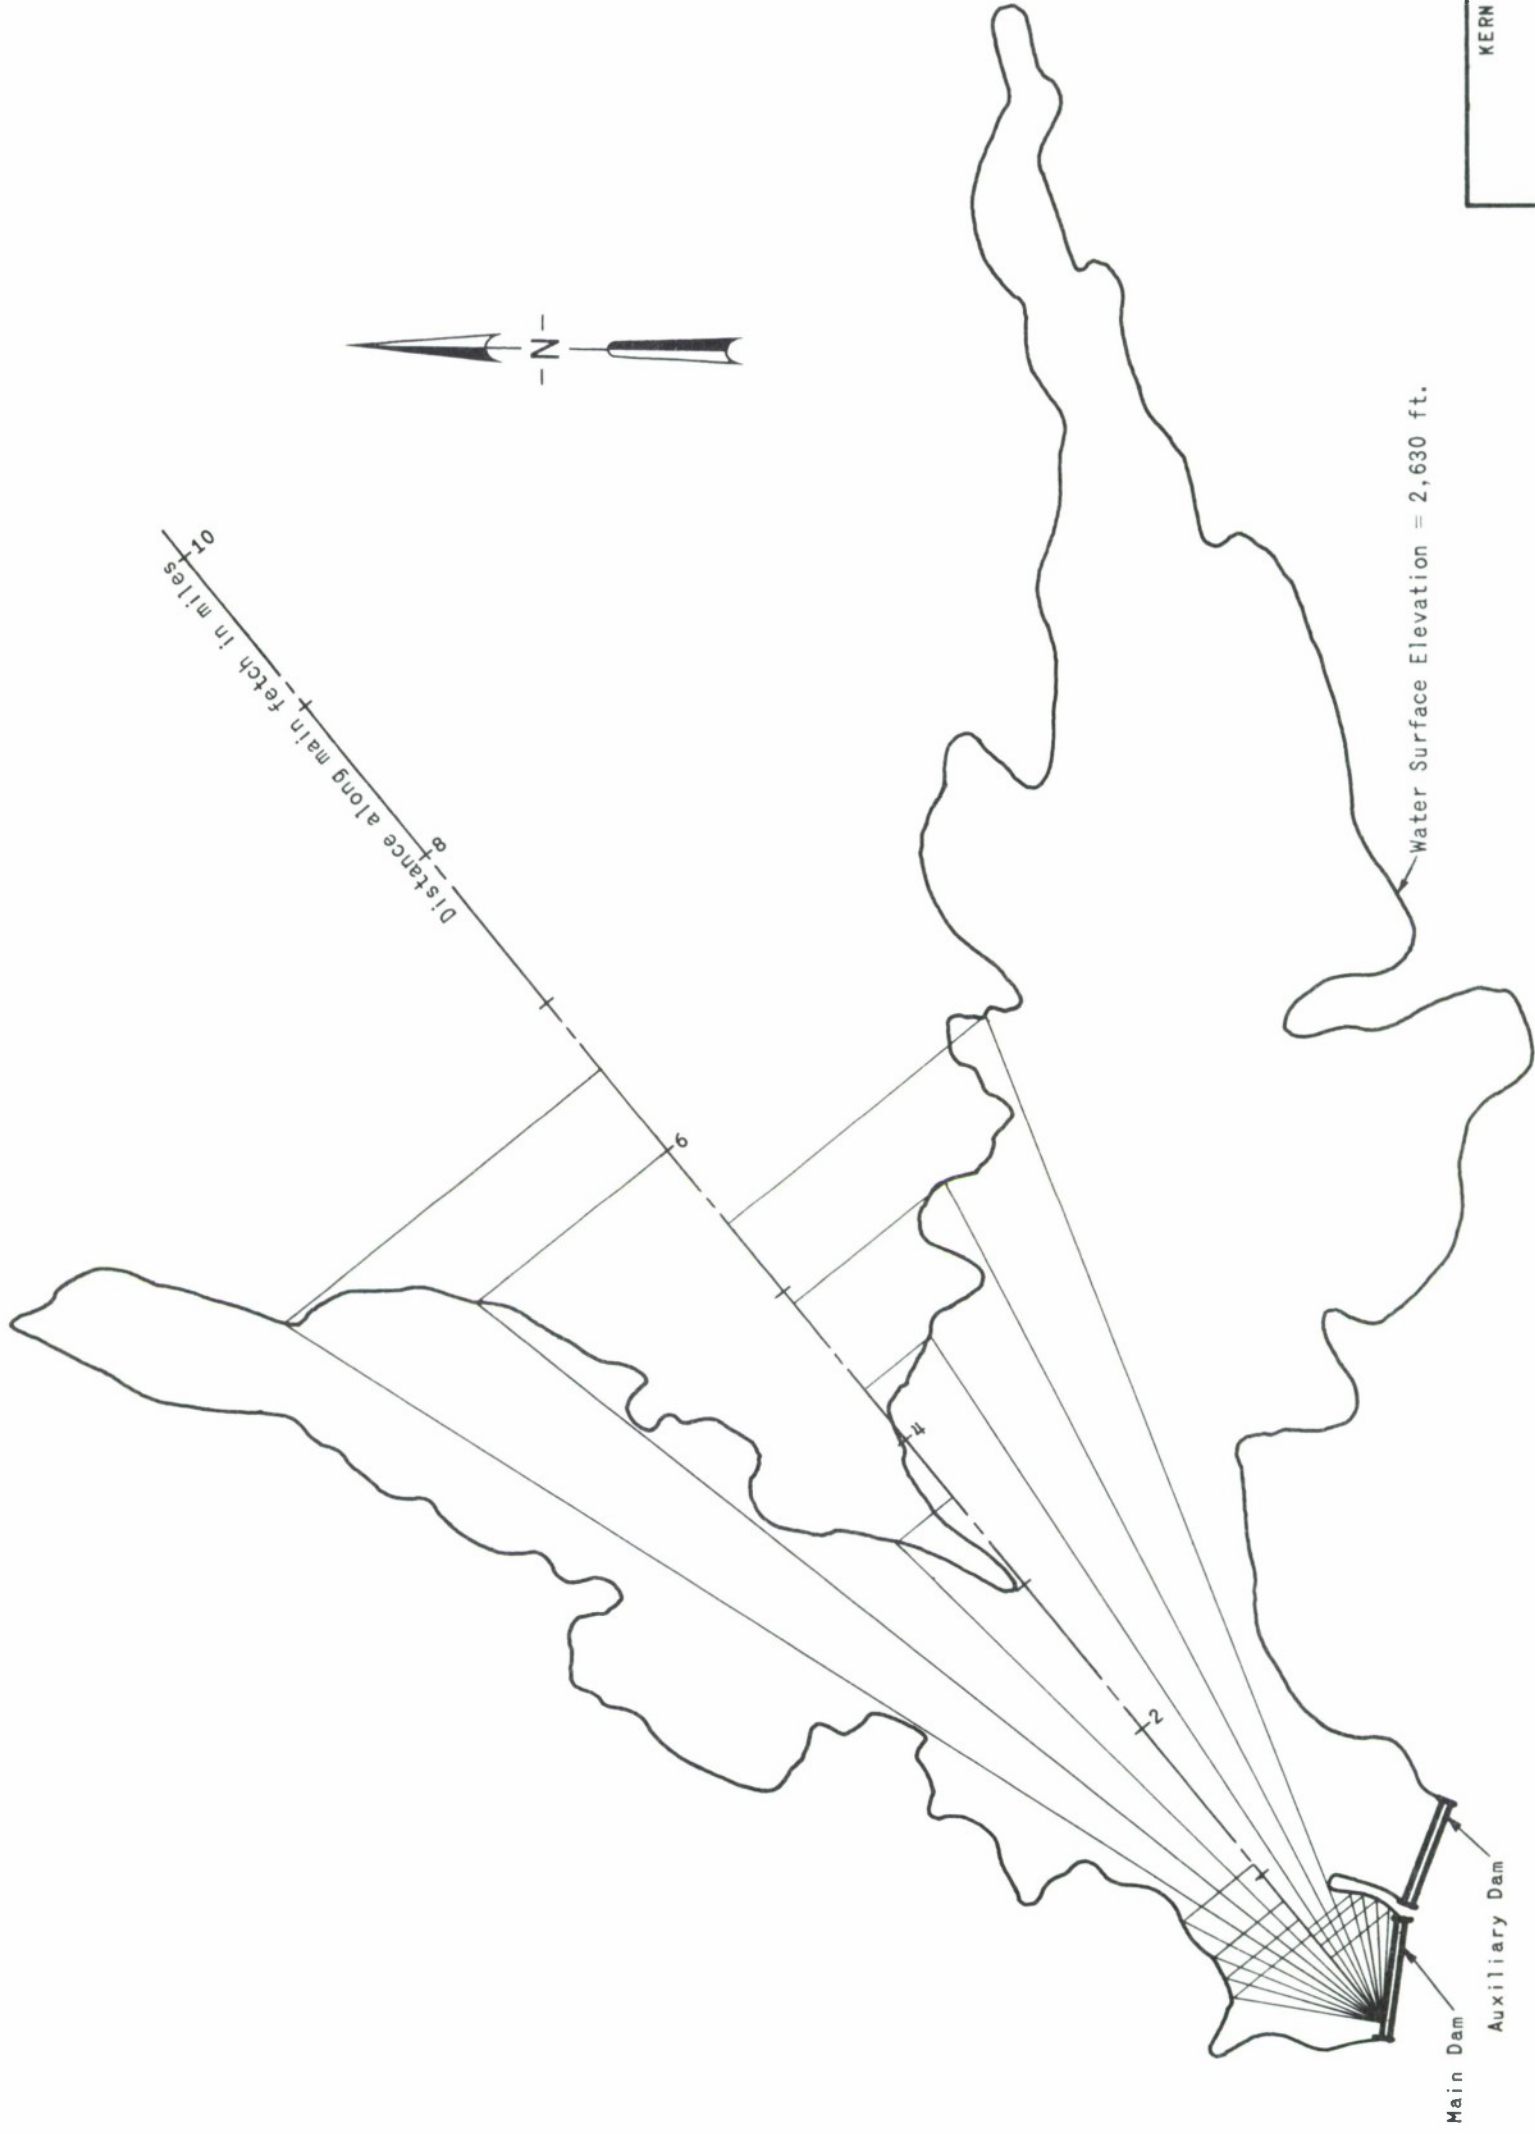 KERN
-N-
Distance along main fetch in miles
10
8
6
4
2
Water Surface Elevation = 2,630 ft.
Main Dam
Auxiliary Dam